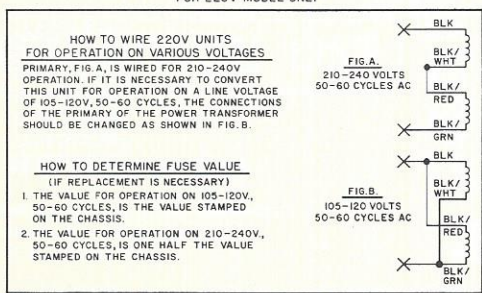 HOW TO WIRE 220V UNITS
FOR OPERATION ON VARIOUS VOLTAGES
PRIMARY, FIG. A, IS WIRED FOR 210-240V
OPERATION. IF IT IS NECESSARY TO CONVERT
THIS UNIT FOR OPERATION ON A LINE VOLTAGE
OF 105-120V, 50-60 CYCLES, THE CONNECTIONS
OF THE PRIMARY OF THE POWER TRANSFORMER
SHOULD BE CHANGED AS SHOWN IN FIG. B.
HOW TO DETERMINE FUSE VALUE
(IF REPLACEMENT IS NECESSARY)
1. THE VALUE FOR OPERATION ON 105-120V.,
50-60 CYCLES, IS THE VALUE STAMPED
ON THE CHASSIS.
2. THE VALUE FOR OPERATION ON 210-240V.,
50-60 CYCLES, IS ONE HALF THE VALUE
STAMPED ON THE CHASSIS.
FIG. A.
210-240 VOLTS
50-60 CYCLES AC
BLK
BLK/
WHT
BLK/
RED
BLK/
GRN
FIG. B.
105-120 VOLTS
50-60 CYCLES AC
BLK
BLK/
WHT
BLK/
RED
BLK/
GRN